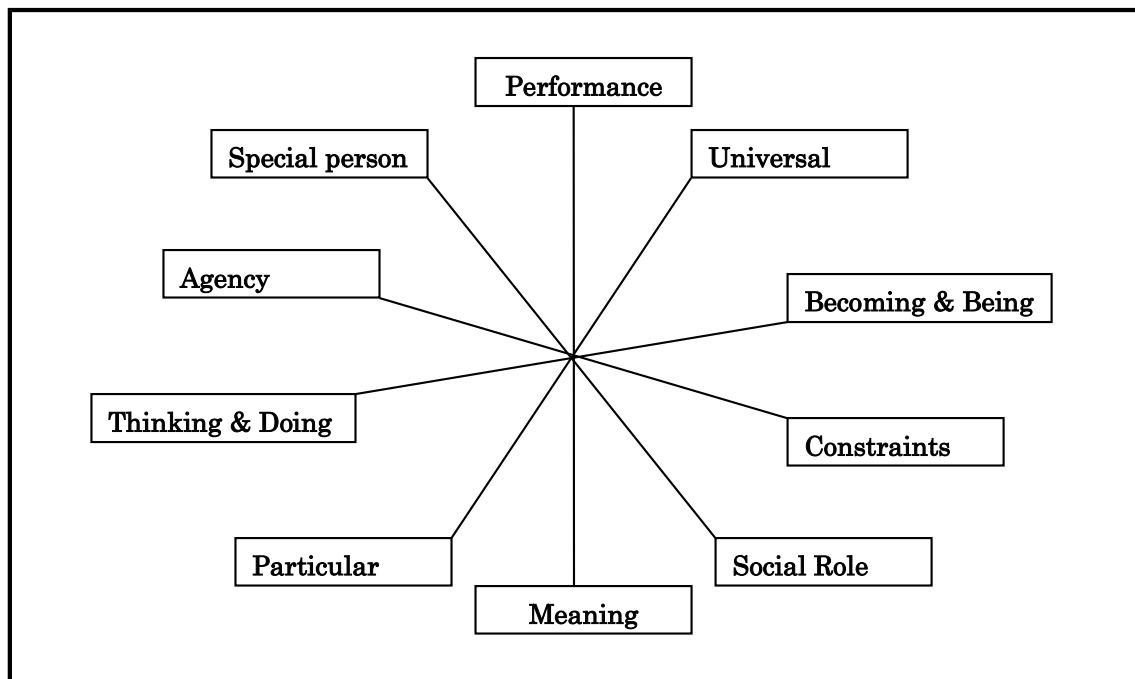 Performance
Special person
Universal
Agency
Becoming & Being
Thinking & Doing
Constraints
Particular
Social Role
Meaning